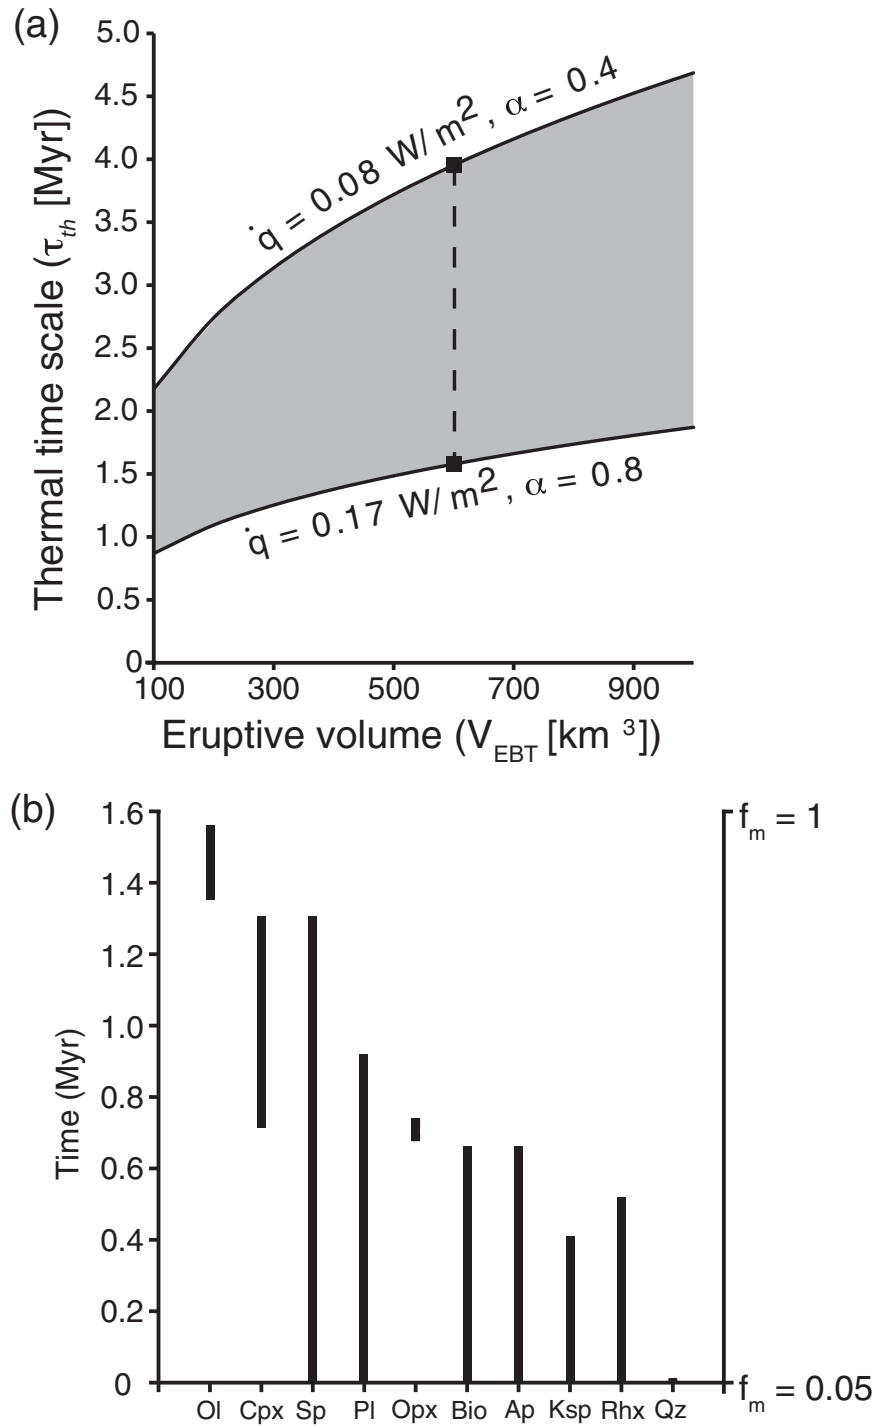 (a)
5.0
4.5
4.0
3.5
3.0
2.5
2.0
1.5
1.0
0.5
0
Thermal time scale (τth [Myr])
q̇ = 0.08 W/m2, α = 0.4
q̇ = 0.17 W/m2, α = 0.8
100 300 500 700 900
Eruptive volume (VEBT [km 3])
(b)
1.6
1.4
1.2
1.0
0.8
0.6
0.4
0.2
0
Time (Myr)
fm = 1
fm = 0.05
Ol Cpx Sp Pl Opx Bio Ap Ksp Rhx Qz